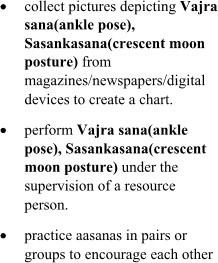 • collect pictures depicting Vajra
sana(ankle pose),
Sasankasana(crescent moon
posture) from
magazines/newspapers/digital
devices to create a chart.
• perform Vajra sana(ankle
pose), Sasankasana(crescent
moon posture) under the
supervision of a resource
person.
• practice aasanas in pairs or
groups to encourage each other